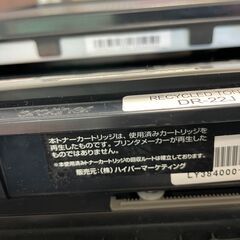 RECYCLED TON
DR-22J
本トナーカートリッジは、使用済みカートリッジを
再生したものです。プリンタメーカーが再生した
ものではありません。
※本使用済トナーカートリッジの回収ルートは確立しております。
販売元:(株)ハイパーマーケティング
LY384000